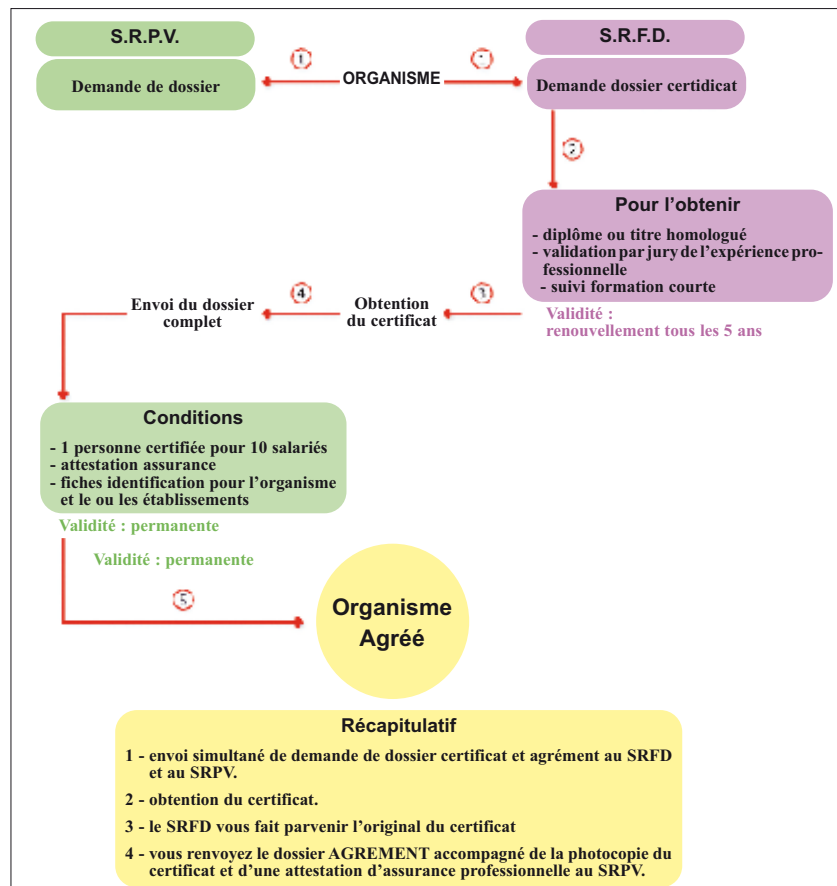 S.R.P.V.
Demande de dossier
1
ORGANISME
S.R.F.D.
Demande dossier certidicat
2
Pour l'obtenir
- diplôme ou titre homologué
- validation par jury de l'expérience pro-
fessionnelle
- suivi formation courte
Validité :
renouvellement tous les 5 ans
3
Obtention
du certificat
4
Envoi du dossier
complet
Conditions
- 1 personne certifiée pour 10 salariés
- attestation assurance
- fiches identification pour l'organisme
et le ou les établissements
Validité : permanente
Validité : permanente
5
Organisme
Agréé
Récapitulatif
1 - envoi simultané de demande de dossier certificat et agrément au SRFD
et au SRPV.
2 - obtention du certificat.
3 - le SRFD vous fait parvenir l'original du certificat
4 - vous renvoyez le dossier AGREMENT accompagné de la photocopie du
certificat et d'une attestation d'assurance professionnelle au SRPV.